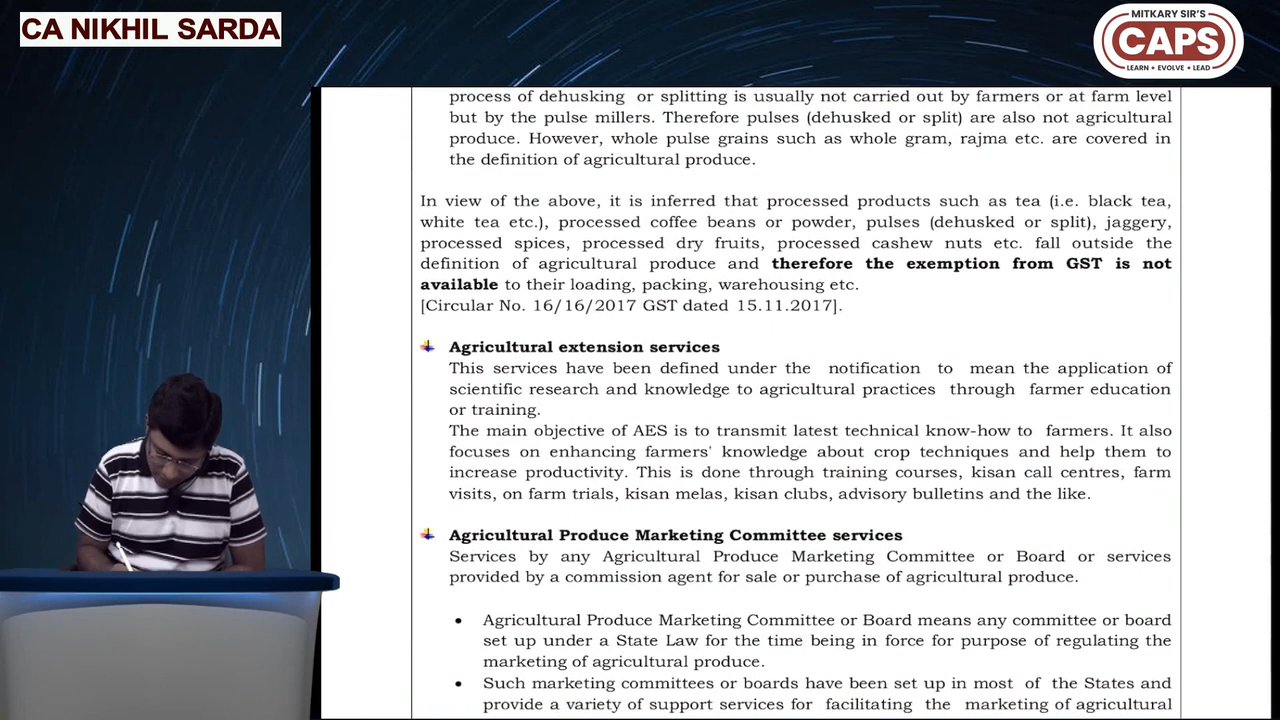 CA NIKHIL SARDA
MITKARY SIR'S
CAPS
LEARN • EVOLVE • LEAD
process of dehusking or splitting is usually not carried out by farmers or at farm level
but by the pulse millers. Therefore pulses (dehusked or split) are also not agricultural
produce. However, whole pulse grains such as whole gram, rajma etc. are covered in
the definition of agricultural produce.
In view of the above, it is inferred that processed products such as tea (i.e. black tea,
white tea etc.), processed coffee beans or powder, pulses (dehusked or split), jaggery,
processed spices, processed dry fruits, processed cashew nuts etc. fall outside the
definition of agricultural produce and therefore the exemption from GST is not
available to their loading, packing, warehousing etc.
[Circular No. 16/16/2017 GST dated 15.11.2017].
Agricultural extension services
This services have been defined under the notification to mean the application of
scientific research and knowledge to agricultural practices through farmer education
or training.
The main objective of AES is to transmit latest technical know-how to farmers. It also
focuses on enhancing farmers' knowledge about crop techniques and help them to
increase productivity. This is done through training courses, kisan call centres, farm
visits, on farm trials, kisan melas, kisan clubs, advisory bulletins and the like.
Agricultural Produce Marketing Committee services
Services by any Agricultural Produce Marketing Committee or Board or services
provided by a commission agent for sale or purchase of agricultural produce.
• Agricultural Produce Marketing Committee or Board means any committee or board
set up under a State Law for the time being in force for purpose of regulating the
marketing of agricultural produce.
• Such marketing committees or boards have been set up in most of the States and
provide a variety of support services for facilitating the marketing of agricultural